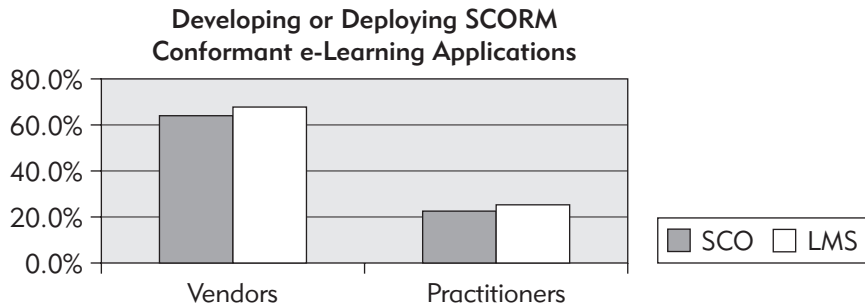 Developing or Deploying SCORM
Conformant e-Learning Applications
80.0%
60.0%
40.0%
20.0%
0.0%
Vendors Practitioners
SCO LMS